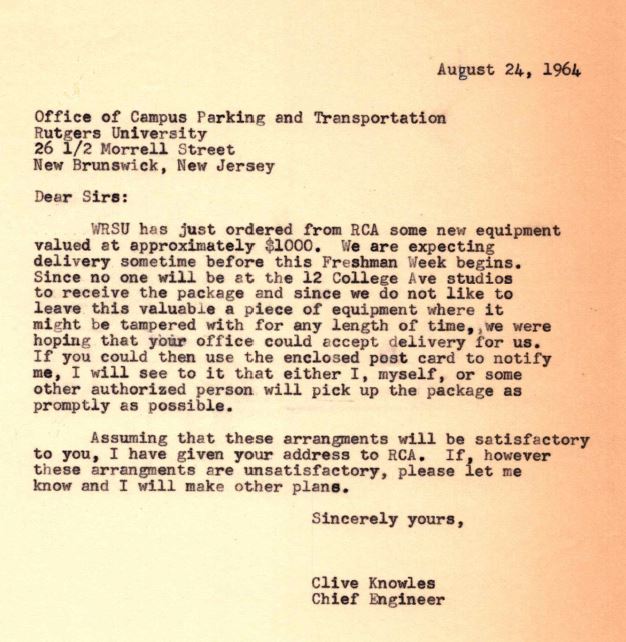 August 24, 1964
Office of Campus Parking and Transportation
Rutgers University
26 1/2 Morrell Street
New Brunswick, New Jersey
Dear Sirs:
WRSU has just ordered from RCA some new equipment
valued at approximately $1000. We are expecting
delivery sometime before this Freshman Week begins.
Since no one will be at the 12 College Ave studios
to receive the package and since we do not like to
leave this valuable a piece of equipment where it
might be tampered with for any length of time, we were
hoping that your office could accept delivery for us.
If you could then use the enclosed post card to notify
me, I will see to it that either I, myself, or some
other authorized person will pick up the package as
promptly as possible.
Assuming that these arrangments will be satisfactory
to you, I have given your address to RCA. If, however
these arrangments are unsatisfactory, please let me
know and I will make other plans.
Sincerely yours,
Clive Knowles
Chief Engineer